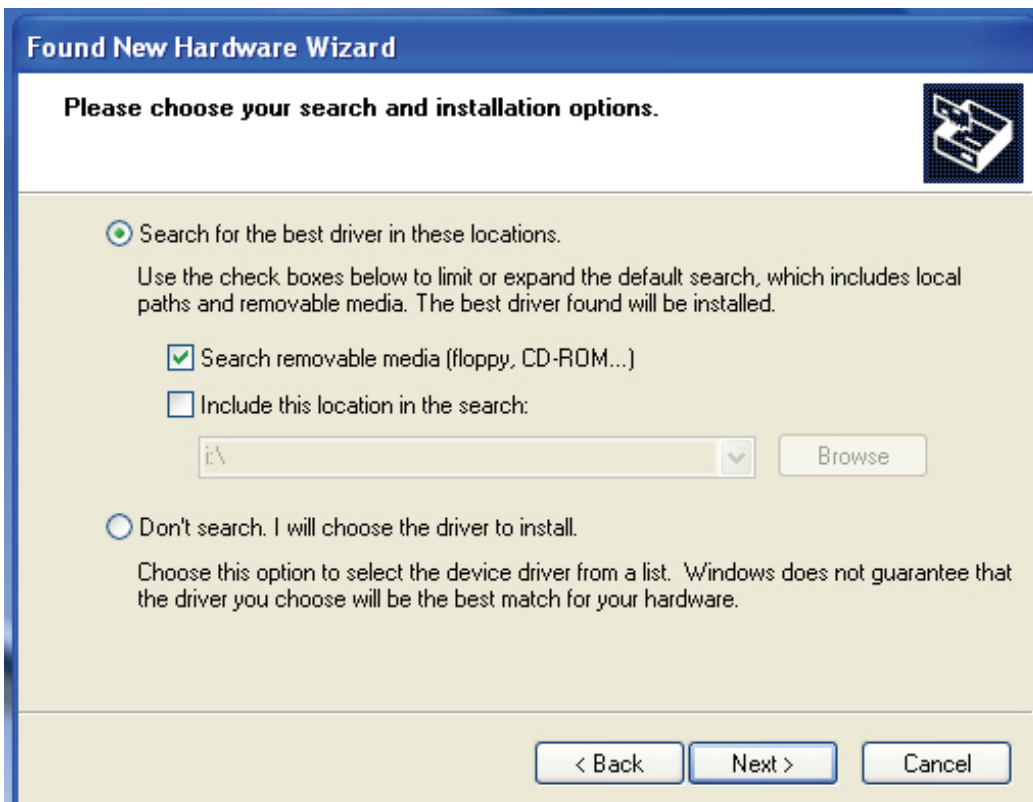 Found New Hardware Wizard
Please choose your search and installation options.
Search for the best driver in these locations.
Use the check boxes below to limit or expand the default search, which includes local
paths and removable media. The best driver found will be installed.
Search removable media (floppy, CD-ROM...)
Include this location in the search:
i:\
Browse
Don't search. I will choose the driver to install.
Choose this option to select the device driver from a list.  Windows does not guarantee that
the driver you choose will be the best match for your hardware.
< Back
Next >
Cancel